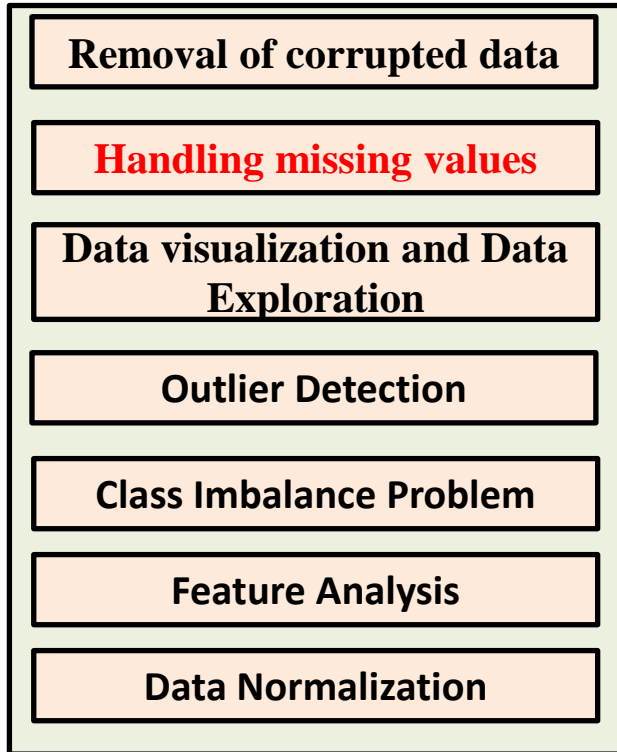 Removal of corrupted data
Handling missing values
Data visualization and Data
Exploration
Outlier Detection
Class Imbalance Problem
Feature Analysis
Data Normalization